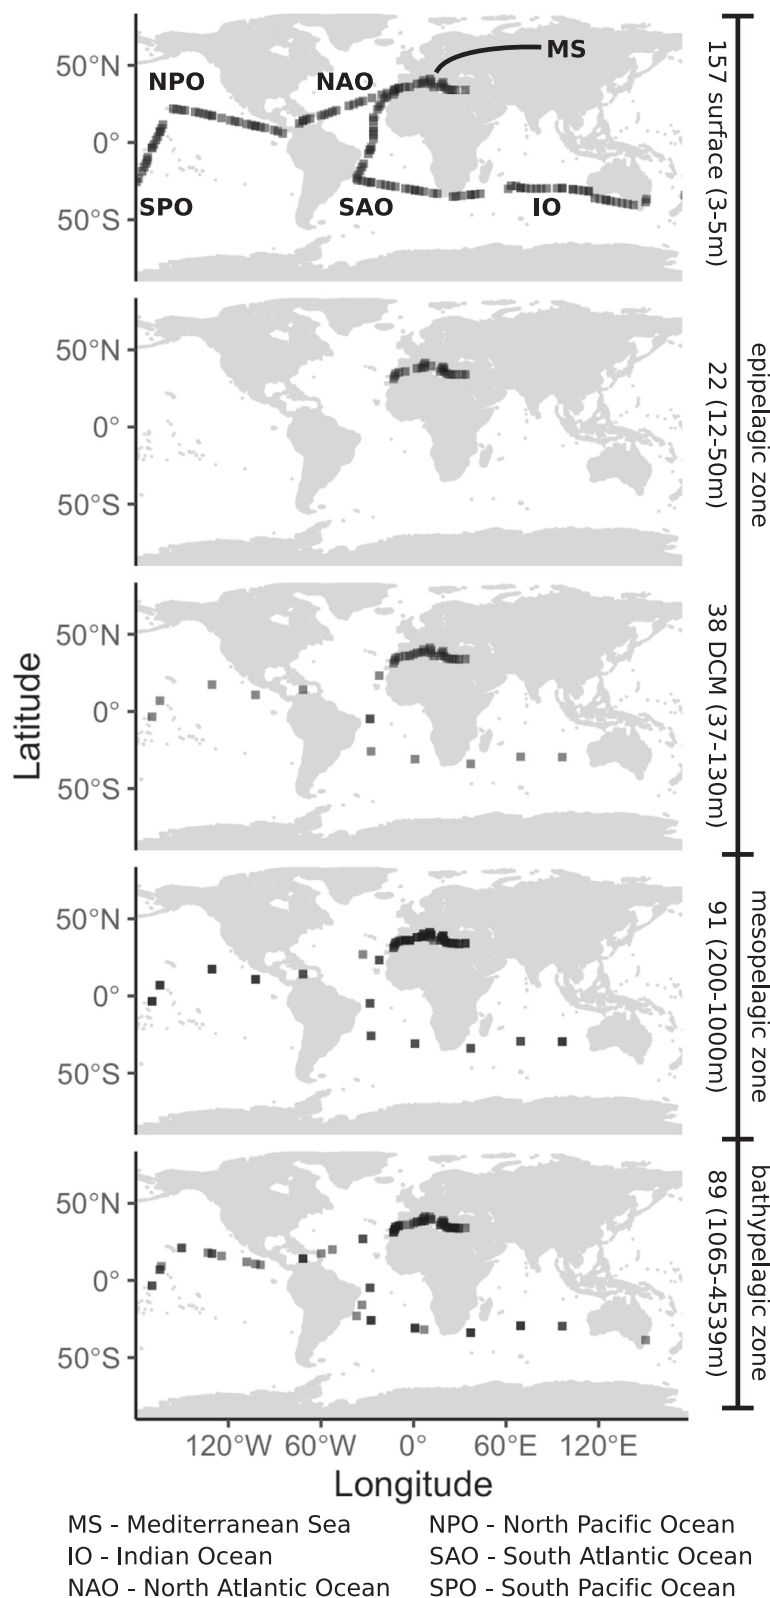 50°N
0°
50°S
NPO
NAO
MS
SPO
SAO
IO
157 surface (3-5m)
50°N
0°
50°S
22 (12-50m)
epipelagic zone
50°N
0°
50°S
38 DCM (37-130m)
Latitude
50°N
0°
50°S
91 (200-1000m)
mesopelagic zone
50°N
0°
50°S
89 (1065-4539m)
bathypelagic zone
120°W 60°W 0° 60°E 120°E
Longitude
MS - Mediterranean Sea
NPO - North Pacific Ocean
IO - Indian Ocean
SAO - South Atlantic Ocean
NAO - North Atlantic Ocean
SPO - South Pacific Ocean